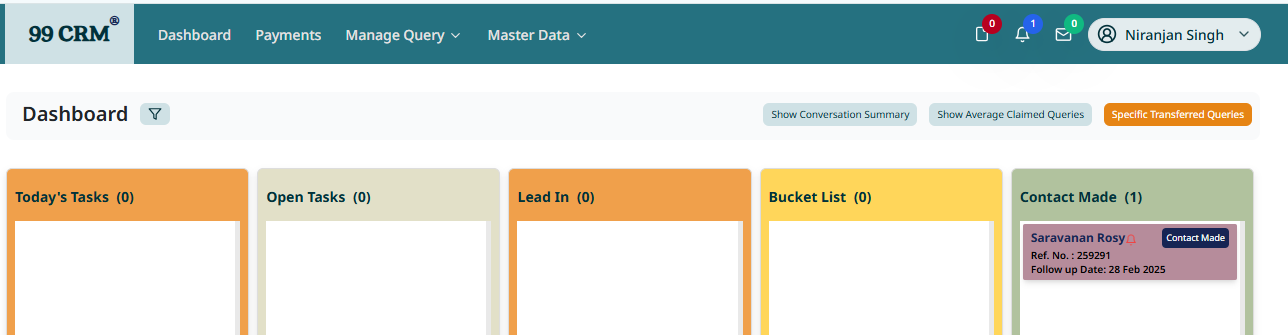 99 CRM®
Dashboard
Payments
Manage Query
Master Data
0
1
0
Niranjan Singh
Dashboard
Show Conversation Summary
Show Average Claimed Queries
Specific Transferred Queries
Today's Tasks (0)
Open Tasks (0)
Lead In (0)
Bucket List (0)
Contact Made (1)
Saravanan Rosy
Contact Made
Ref. No. : 259291
Follow up Date: 28 Feb 2025